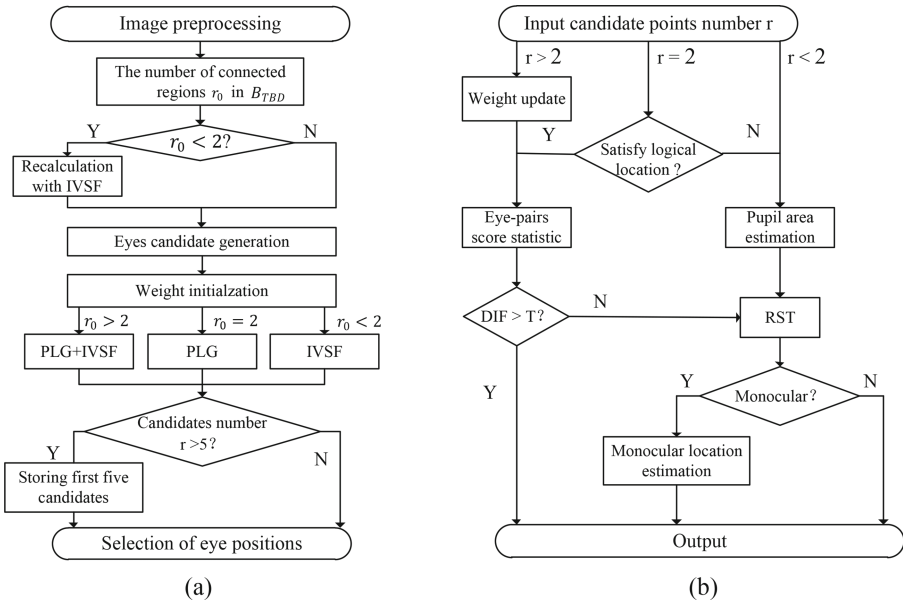 Image preprocessing
The number of connected
regions r₀ in B_TBD
Y
r₀ < 2?
N
Recalculation
with IVSF
Eyes candidate generation
Weight initialzation
r₀ > 2
r₀ = 2
r₀ < 2
PLG+IVSF
PLG
IVSF
Candidates number
r >5?
Y
N
Storing first five
candidates
Selection of eye positions
(a)
Input candidate points number r
r > 2
r = 2
r < 2
Weight update
Y
N
Satisfy logical
location ?
Eye-pairs
score statistic
Pupil area
estimation
DIF > T?
N
RST
Y
Y
Monocular?
N
Monocular location
estimation
Output
(b)